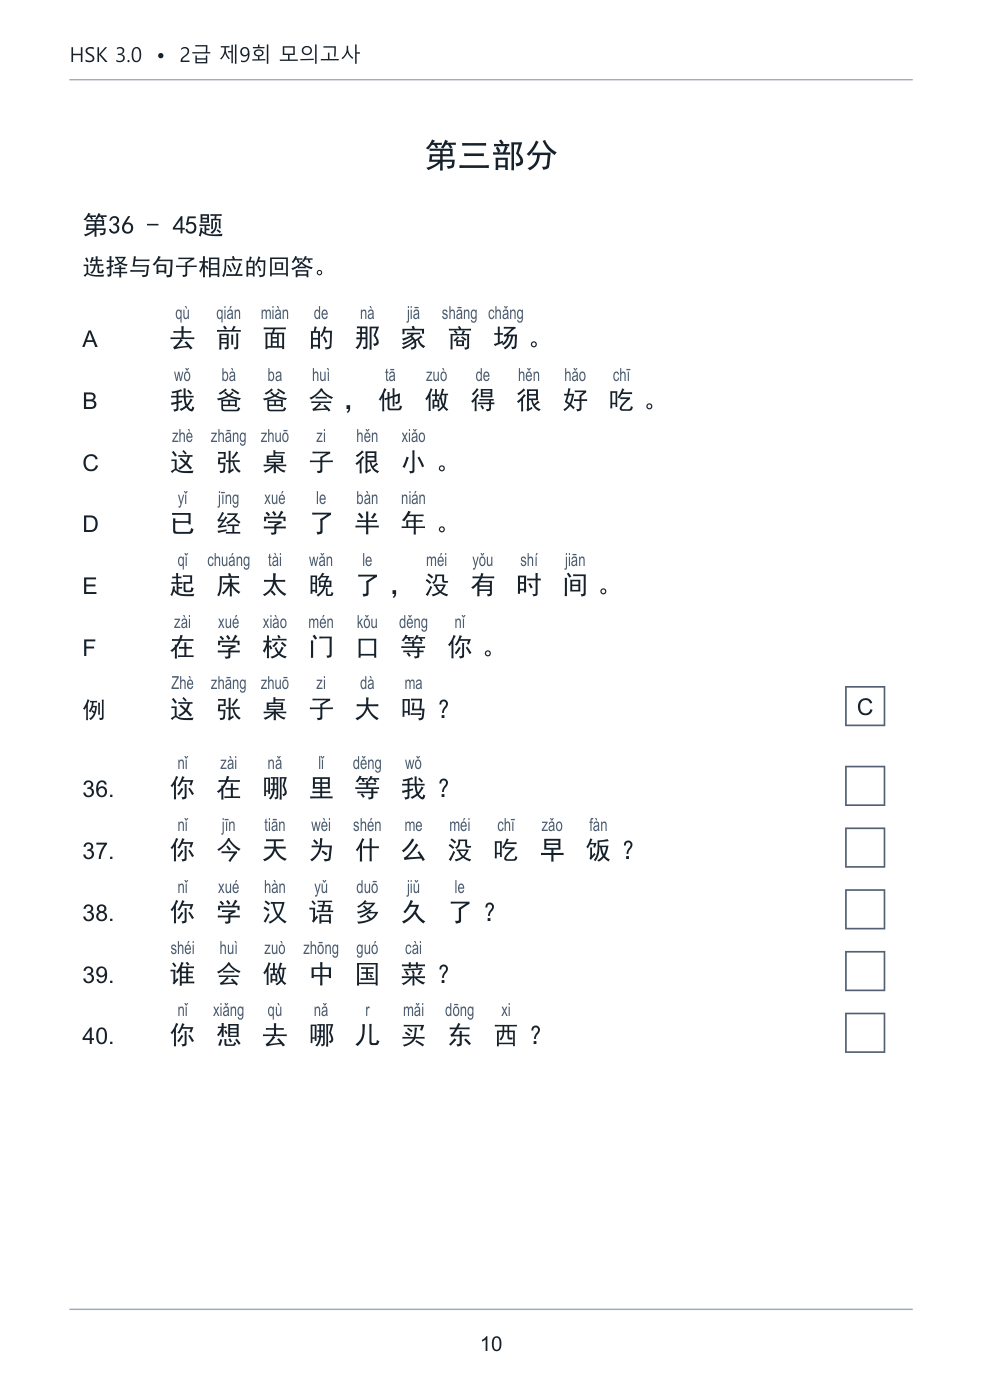 HSK 3.0 • 2급 제9회 모의고사
第三部分
第36 – 45题
选择与句子相应的回答。
qù qián miàn de nà jiā shāng chǎng
A 去前面的那家商场。
wǒ bà ba huì tā zuò de hěn hǎo chī
B 我爸爸会，他做得很好吃。
zhè zhāng zhuō zi hěn xiǎo
C 这张桌子很小。
yǐ jīng xué le bàn nián
D 已经学了半年。
qǐ chuáng tài wǎn le méi yǒu shí jiān
E 起床太晚了，没有时间。
zài xué xiào mén kǒu děng nǐ
F 在学校门口等你。
Zhè zhāng zhuō zi dà ma
例 这张桌子大吗？ C
nǐ zài nǎ lǐ děng wǒ
36. 你在哪里等我？
nǐ jīn tiān wèi shén me méi chī zǎo fàn
37. 你今天为什么没吃早饭？
nǐ xué hàn yǔ duō jiǔ le
38. 你学汉语多久了？
shéi huì zuò zhōng guó cài
39. 谁会做中国菜？
nǐ xiǎng qù nǎ r mǎi dōng xi
40. 你想去哪儿买东西？
10